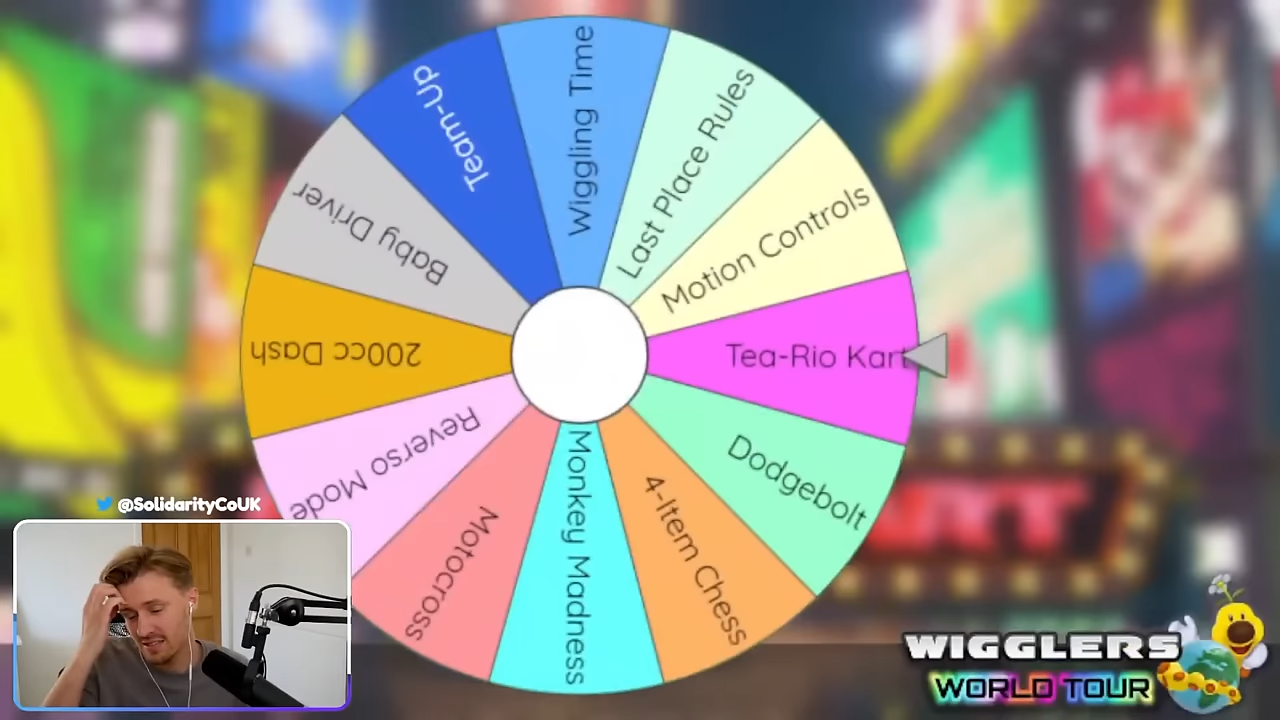 Wiggling Time
Last Place Rules
Motion Controls
Tea-Rio Kart
Dodgebolt
4-Item Chess
Monkey Madness
Motocross
Reverso Mode
200cc Dash
Baby Driver
Team-Up
@SolidarityCoUK
WIGGLERS
WORLD TOUR